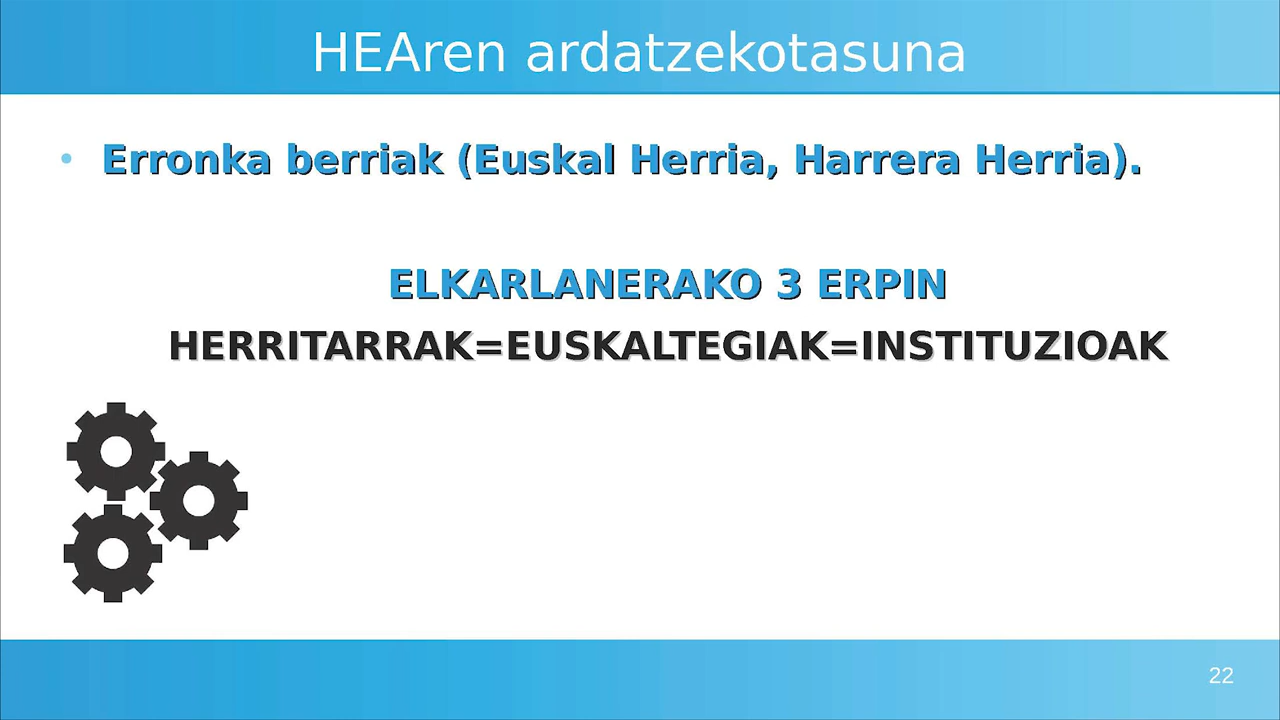 HEAren ardatzekotasuna
• Erronka berriak (Euskal Herria, Harrera Herria).
ELKARLANERAKO 3 ERPIN
HERRITARRAK=EUSKALTEGIAK=INSTITUZIOAK
22